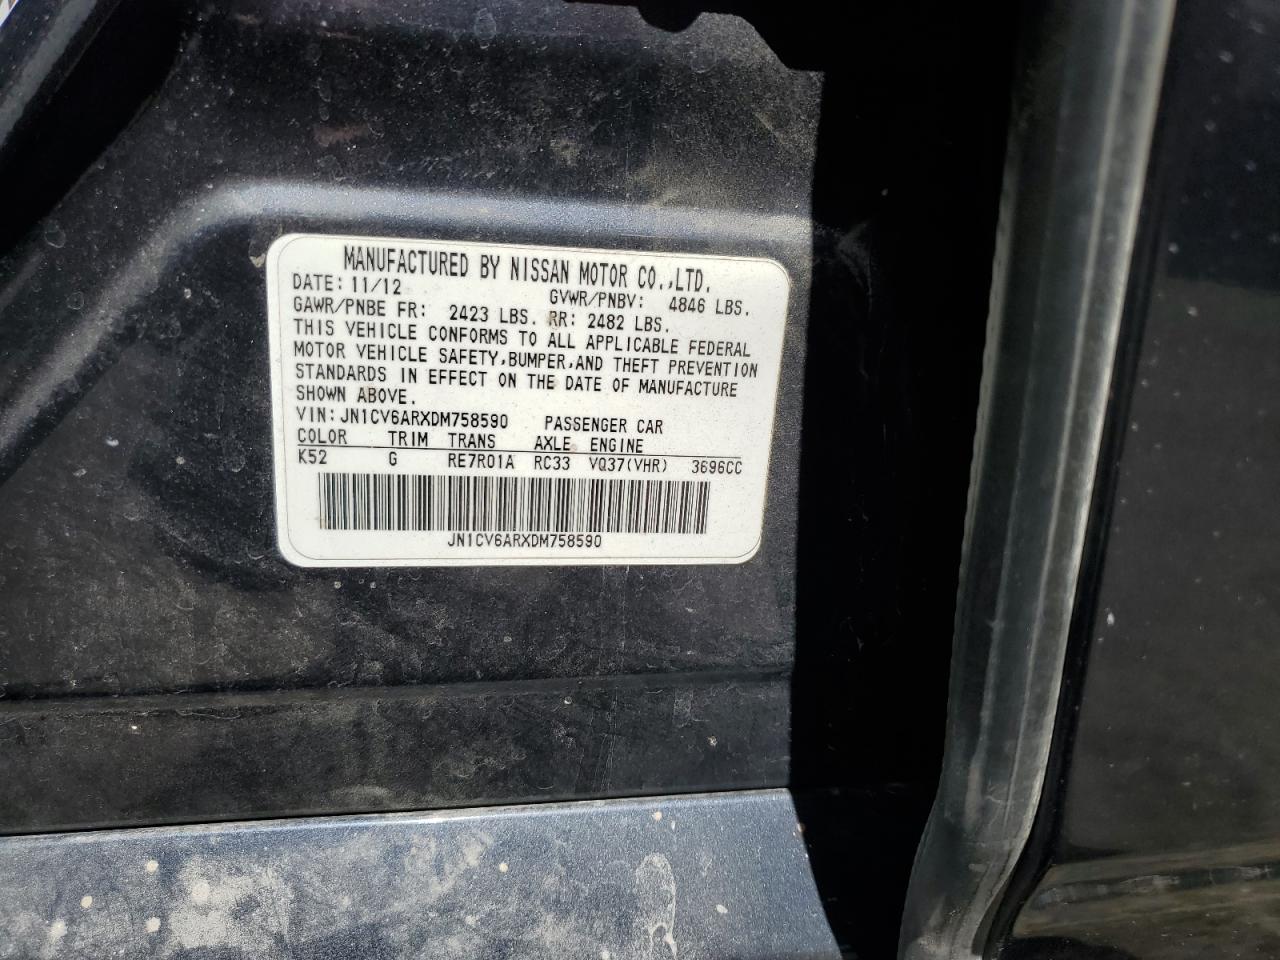 MANUFACTURED BY NISSAN MOTOR CO.,LTD.
DATE: 11/12 GVWR/PNBV: 4846 LBS.
GAWR/PNBE FR: 2423 LBS. RR: 2482 LBS.
THIS VEHICLE CONFORMS TO ALL APPLICABLE FEDERAL
MOTOR VEHICLE SAFETY,BUMPER,AND THEFT PREVENTION
STANDARDS IN EFFECT ON THE DATE OF MANUFACTURE
SHOWN ABOVE.
VIN: JN1CV6ARXDM758590 PASSENGER CAR
COLOR TRIM TRANS AXLE ENGINE
K52 G RE7R01A RC33 VQ37(VHR) 3696CC
JN1CV6ARXDM758590